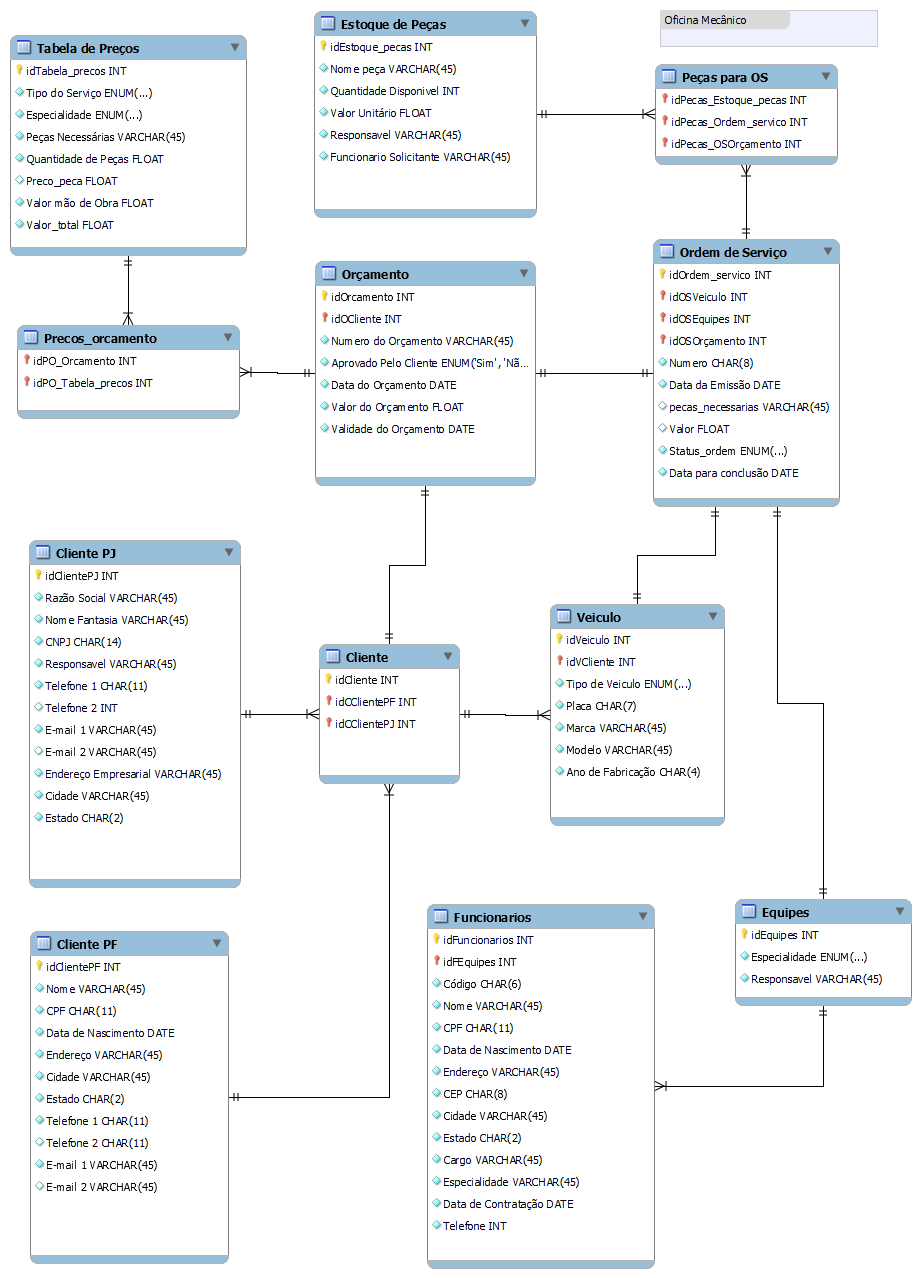 Oficina Mecânico
Tabela de Preços
idTabela_precos INT
Tipo do Serviço ENUM(...)
Especialidade ENUM(...)
Peças Necessárias VARCHAR(45)
Quantidade de Peças FLOAT
Preco_peca FLOAT
Valor mão de Obra FLOAT
Valor_total FLOAT
Estoque de Peças
idEstoque_pecas INT
Nome peça VARCHAR(45)
Quantidade Disponivel INT
Valor Unitário FLOAT
Responsavel VARCHAR(45)
Funcionario Solicitante VARCHAR(45)
Peças para OS
idPecas_Estoque_pecas INT
idPecas_Ordem_servico INT
idPecas_OSOrçamento INT
Precos_orcamento
idPO_Orcamento INT
idPO_Tabela_precos INT
Orçamento
idOrcamento INT
idOCliente INT
Numero do Orçamento VARCHAR(45)
Aprovado Pelo Cliente ENUM('Sim', 'Nã...
Data do Orçamento DATE
Valor do Orçamento FLOAT
Validade do Orçamento DATE
Ordem de Serviço
idOrdem_servico INT
idOSVeiculo INT
idOSEquipes INT
idOSOrçamento INT
Numero CHAR(8)
Data da Emissão DATE
pecas_necessarias VARCHAR(45)
Valor FLOAT
Status_ordem ENUM(...)
Data para conclusão DATE
Cliente PJ
idClientePJ INT
Razão Social VARCHAR(45)
Nome Fantasia VARCHAR(45)
CNPJ CHAR(14)
Responsavel VARCHAR(45)
Telefone 1 CHAR(11)
Telefone 2 INT
E-mail 1 VARCHAR(45)
E-mail 2 VARCHAR(45)
Endereço Empresarial VARCHAR(45)
Cidade VARCHAR(45)
Estado CHAR(2)
Cliente
idCliente INT
idCClientePF INT
idCClientePJ INT
Veiculo
idVeiculo INT
idVCliente INT
Tipo de Veiculo ENUM(...)
Placa CHAR(7)
Marca VARCHAR(45)
Modelo VARCHAR(45)
Ano de Fabricação CHAR(4)
Cliente PF
idClientePF INT
Nome VARCHAR(45)
CPF CHAR(11)
Data de Nascimento DATE
Endereço VARCHAR(45)
Cidade VARCHAR(45)
Estado CHAR(2)
Telefone 1 CHAR(11)
Telefone 2 CHAR(11)
E-mail 1 VARCHAR(45)
E-mail 2 VARCHAR(45)
Funcionarios
idFuncionarios INT
idFEquipes INT
Código CHAR(6)
Nome VARCHAR(45)
CPF CHAR(11)
Data de Nascimento DATE
Endereço VARCHAR(45)
CEP CHAR(8)
Cidade VARCHAR(45)
Estado CHAR(2)
Cargo VARCHAR(45)
Especialidade VARCHAR(45)
Data de Contratação DATE
Telefone INT
Equipes
idEquipes INT
Especialidade ENUM(...)
Responsavel VARCHAR(45)